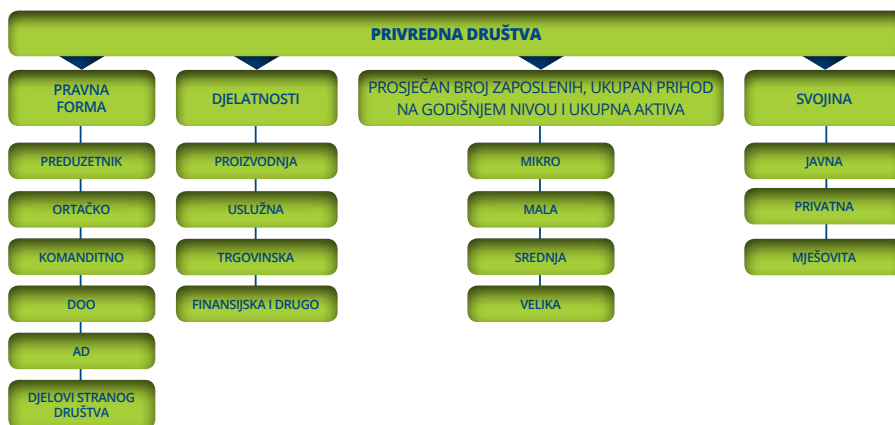 PRIVREDNA DRUŠTVA
PRAVNA
FORMA
PREDUZETNIK
ORTAČKO
KOMANDITNO
DOO
AD
DJELOVI STRANOG
DRUŠTVA
DJELATNOSTI
PROIZVODNJA
USLUŽNA
TRGOVINSKA
FINANSIJSKA I DRUGO
PROSJEČAN BROJ ZAPOSLENIH, UKUPAN PRIHOD
NA GODIŠNJEM NIVOU I UKUPNA AKTIVA
MIKRO
MALA
SREDNJA
VELIKA
SVOJINA
JAVNA
PRIVATNA
MJEŠOVITA